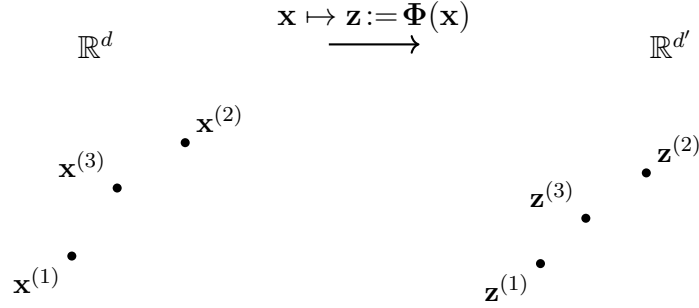 𝐱 ↦ 𝐳 := 𝚽(𝐱)
ℝ^d
ℝ^{d′}
𝐱^{(2)}
𝐱^{(3)}
𝐱^{(1)}
𝐳^{(2)}
𝐳^{(3)}
𝐳^{(1)}